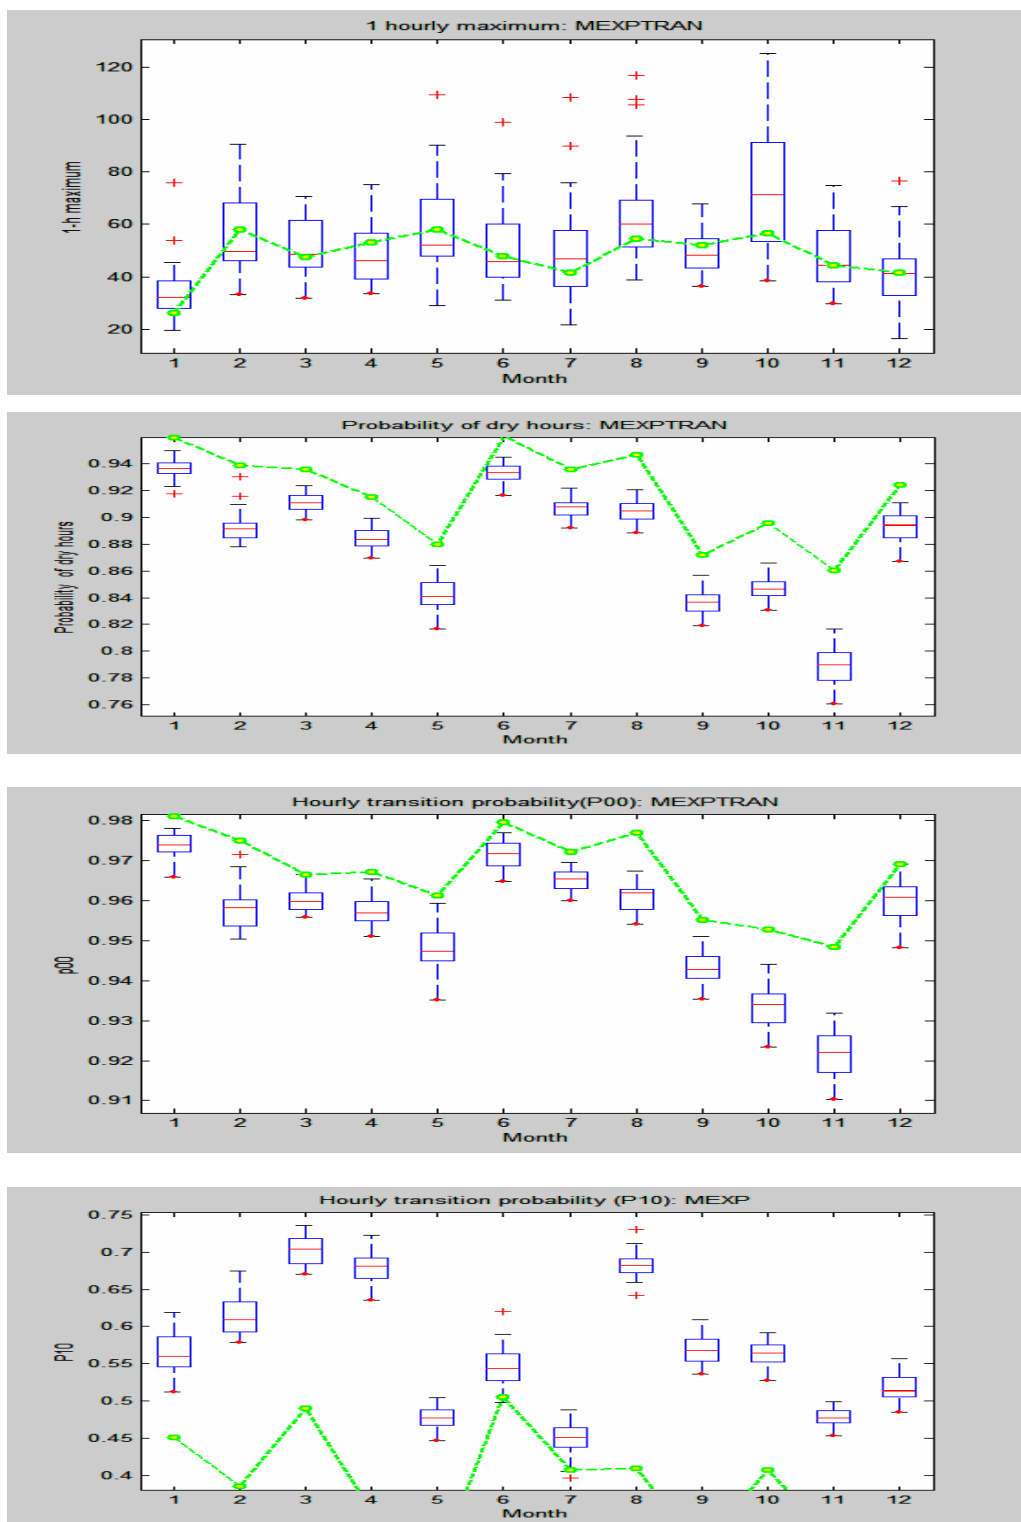 1 hourly maximum: MEXPTRAN
120
100
80
60
40
20
1-h maximum
1 2 3 4 5 6 7 8 9 10 11 12
Month
Probability of dry hours: MEXPTRAN
0.94
0.92
0.9
0.88
0.86
0.84
0.82
0.8
0.78
0.76
Probability of dry hours
1 2 3 4 5 6 7 8 9 10 11 12
Month
Hourly transition probability(P00): MEXPTRAN
0.98
0.97
0.96
0.95
0.94
0.93
0.92
0.91
p00
1 2 3 4 5 6 7 8 9 10 11 12
Month
Hourly transition probability (P10): MEXP
0.75
0.7
0.65
0.6
0.55
0.5
0.45
0.4
P10
1 2 3 4 5 6 7 8 9 10 11 12
Month